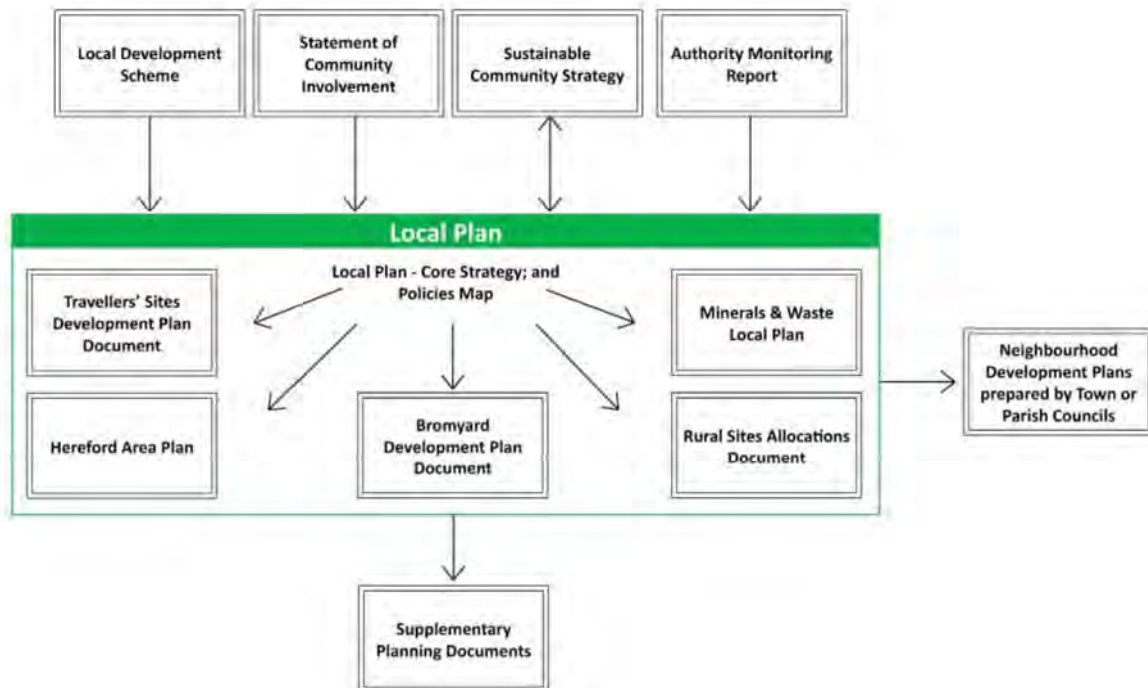 Local Development
Scheme
Statement of
Community
Involvement
Sustainable
Community Strategy
Authority Monitoring
Report
Local Plan
Local Plan - Core Strategy; and
Policies Map
Travellers' Sites
Development Plan
Document
Minerals & Waste
Local Plan
Neighbourhood
Development Plans
prepared by Town or
Parish Councils
Hereford Area Plan
Bromyard
Development Plan
Document
Rural Sites Allocations
Document
Supplementary
Planning Documents